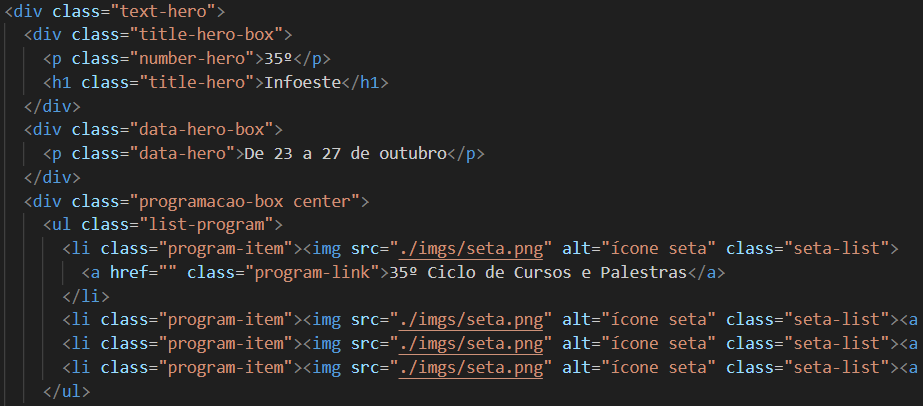 <div class="text-hero">
<div class="title-hero-box">
<p class="number-hero">35º</p>
<h1 class="title-hero">Infoeste</h1>
</div>
<div class="data-hero-box">
<p class="data-hero">De 23 a 27 de outubro</p>
</div>
<div class="programacao-box center">
<ul class="list-program">
<li class="program-item"><img src="./imgs/seta.png" alt="ícone seta" class="seta-list">
<a href="" class="program-link">35º Ciclo de Cursos e Palestras</a>
</li>
<li class="program-item"><img src="./imgs/seta.png" alt="ícone seta" class="seta-list"><a
<li class="program-item"><img src="./imgs/seta.png" alt="ícone seta" class="seta-list"><a
<li class="program-item"><img src="./imgs/seta.png" alt="ícone seta" class="seta-list"><a
</ul>